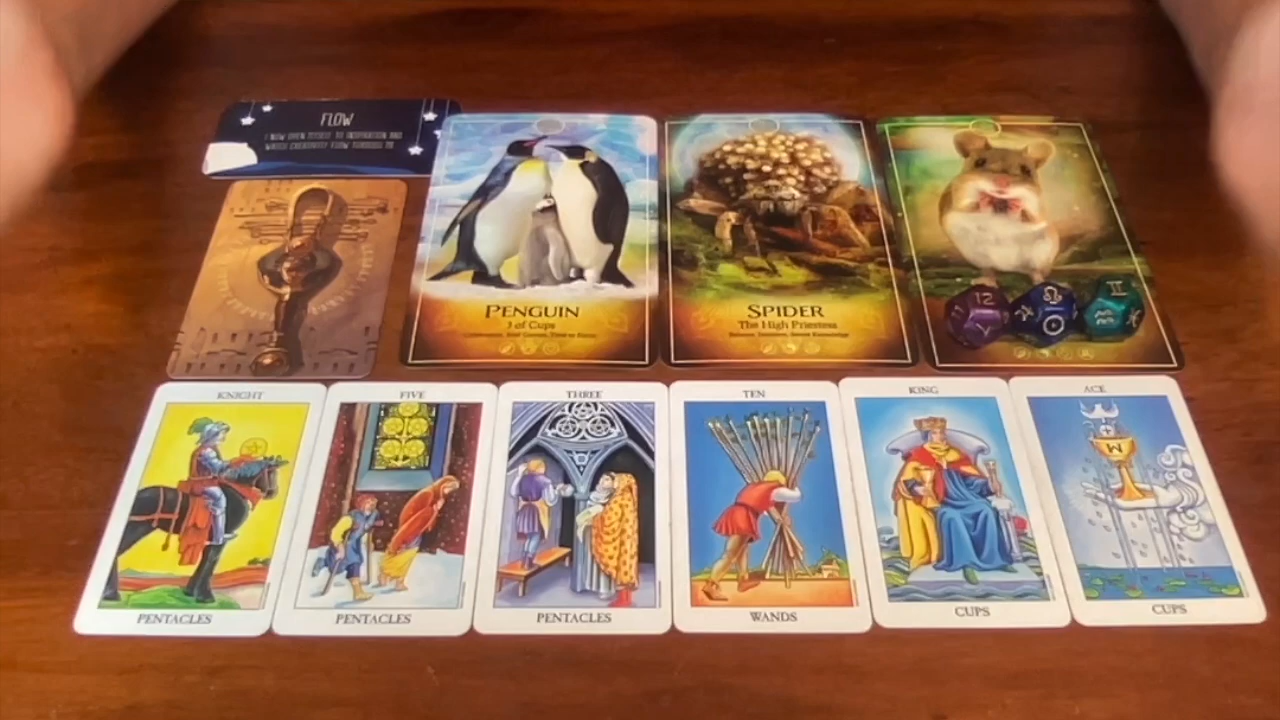 FLOW
I NOW OPEN MYSELF TO INSPIRATION AND
WATCH CREATIVITY FLOW THROUGH ME
PENGUIN
3 of Cups
SPIDER
The High Priestess
12
KNIGHT
PENTACLES
FIVE
PENTACLES
THREE
PENTACLES
TEN
WANDS
KING
CUPS
ACE
CUPS